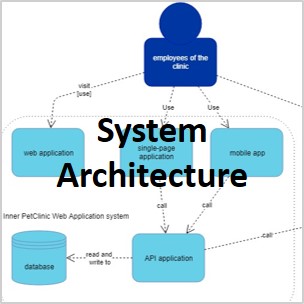 employees of the
clinic
visit
[use]
Use
Use
System
Architecture
web application
single-page
application
mobile app
call
call
Inner PetClinic Web Application system
call
read and
write to
database
API application